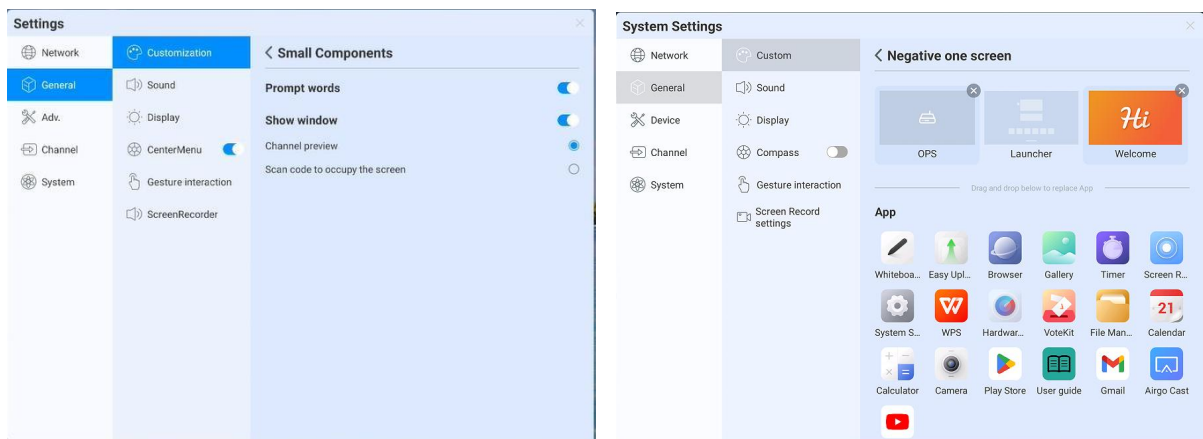 Settings
Network
General
Adv.
Channel
System
Customization
Sound
Display
CenterMenu
Gesture interaction
ScreenRecorder
Small Components
Prompt words
Show window
Channel preview
Scan code to occupy the screen
System Settings
Network
General
Device
Channel
System
Custom
Sound
Display
Compass
Gesture interaction
Screen Record
settings
Negative one screen
Hi
OPS Launcher Welcome
Drag and drop below to replace App
App
Whiteboa... Easy Upl... Browser Gallery Timer Screen R...
21
System S... WPS Hardwar... VoteKit File Man... Calendar
Calculator Camera Play Store User guide Gmail Airgo Cast